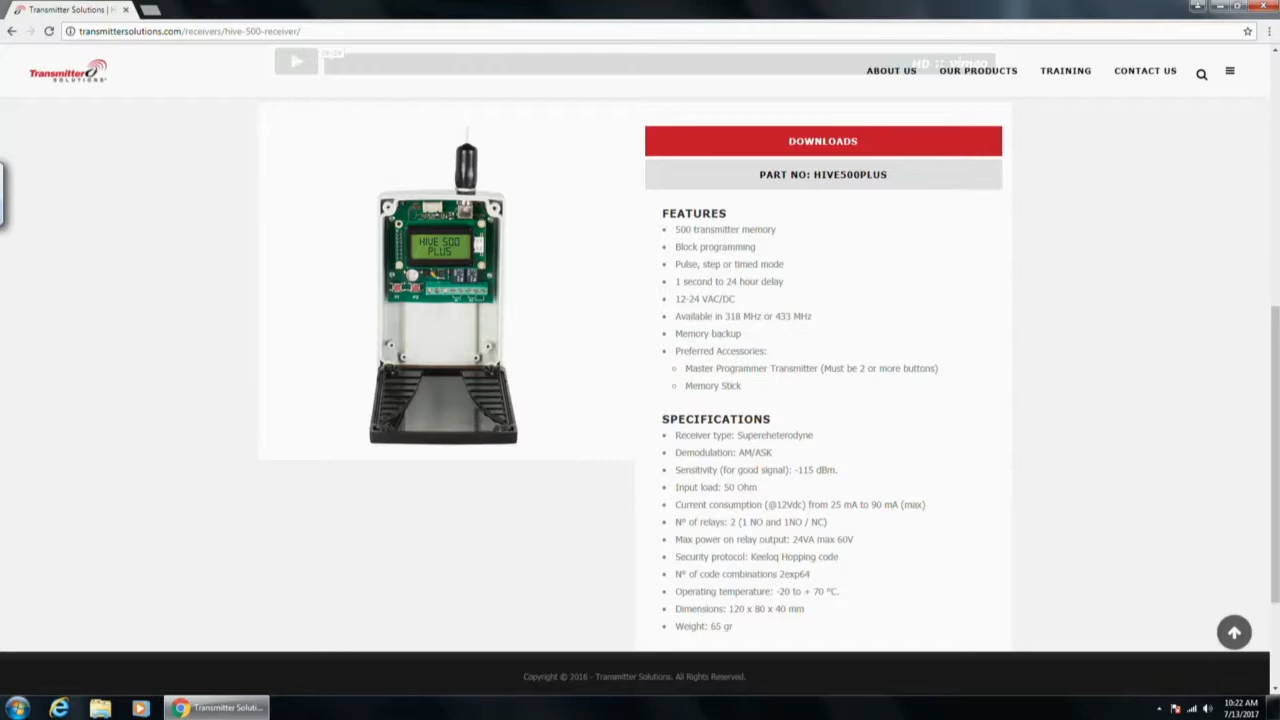 Transmitter Solutions | H
transmittersolutions.com/receivers/hive-500-receiver/
Transmitter
SOLUTIONS
HD vimeo
ABOUT US OUR PRODUCTS TRAINING CONTACT US
DOWNLOADS
PART NO: HIVE500PLUS
HIVE 500
PLUS
FEATURES
500 transmitter memory
Block programming
Pulse, step or timed mode
1 second to 24 hour delay
12-24 VAC/DC
Available in 318 MHz or 433 MHz
Memory backup
Preferred Accessories:
Master Programmer Transmitter (Must be 2 or more buttons)
Memory Stick
SPECIFICATIONS
Receiver type: Supereheterodyne
Demodulation: AM/ASK
Sensitivity (for good signal): -115 dBm.
Input load: 50 Ohm
Current consumption (@12Vdc) from 25 mA to 90 mA (max)
N° of relays: 2 (1 NO and 1NO / NC)
Max power on relay output: 24VA max 60V
Security protocol: Keeloq Hopping code
N° of code combinations 2exp64
Operating temperature: -20 to + 70 °C.
Dimensions: 120 x 80 x 40 mm
Weight: 65 gr
Copyright © 2016 - Transmitter Solutions. All Rights Reserved.
Transmitter Soluti...
10:22 AM
7/13/2017